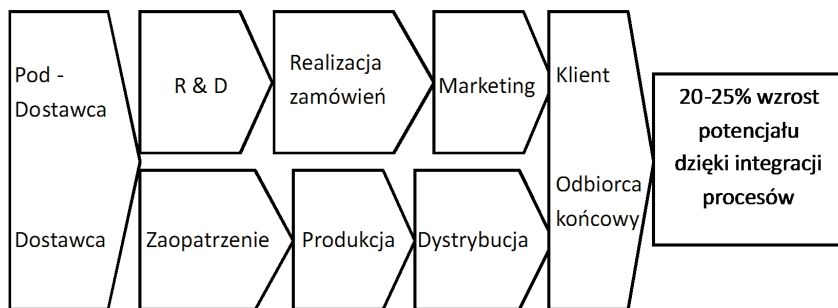 Pod -
Dostawca
Dostawca
R & D
Realizacja
zamówień
Marketing
Zaopatrzenie
Produkcja
Dystrybucja
Klient
Odbiorca
końcowy
20-25% wzrost
potencjału
dzięki integracji
procesów